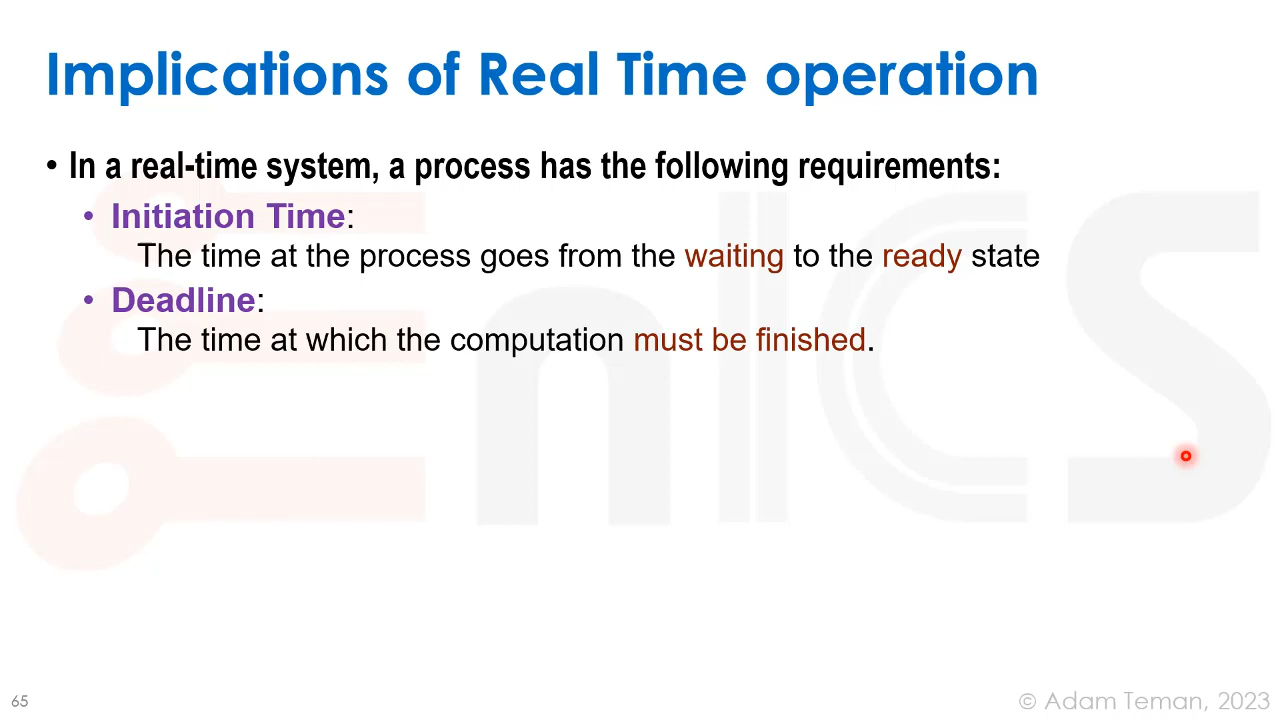 Implications of Real Time operation
• In a real-time system, a process has the following requirements:
• Initiation Time:
The time at the process goes from the waiting to the ready state
• Deadline:
The time at which the computation must be finished.
EnICS
65
© Adam Teman, 2023